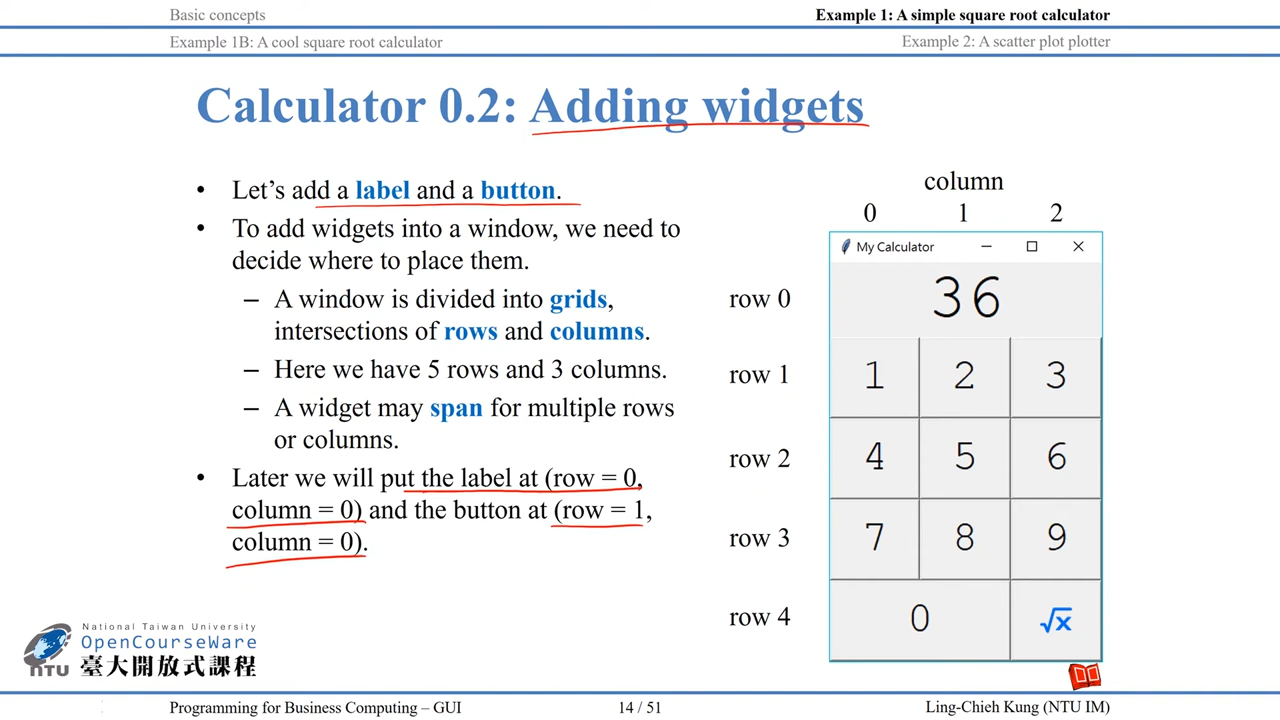 Basic concepts
Example 1: A simple square root calculator
Example 1B: A cool square root calculator
Example 2: A scatter plot plotter
Calculator 0.2: Adding widgets
• Let's add a label and a button.
• To add widgets into a window, we need to
decide where to place them.
– A window is divided into grids,
intersections of rows and columns.
– Here we have 5 rows and 3 columns.
– A widget may span for multiple rows
or columns.
• Later we will put the label at (row = 0,
column = 0) and the button at (row = 1,
column = 0).
column
0 1 2
My Calculator
row 0
36
row 1
1 2 3
row 2
4 5 6
row 3
7 8 9
row 4
0 √x
National Taiwan University
OpenCourseWare
NTU 臺大開放式課程
Programming for Business Computing – GUI
14 / 51
Ling-Chieh Kung (NTU IM)